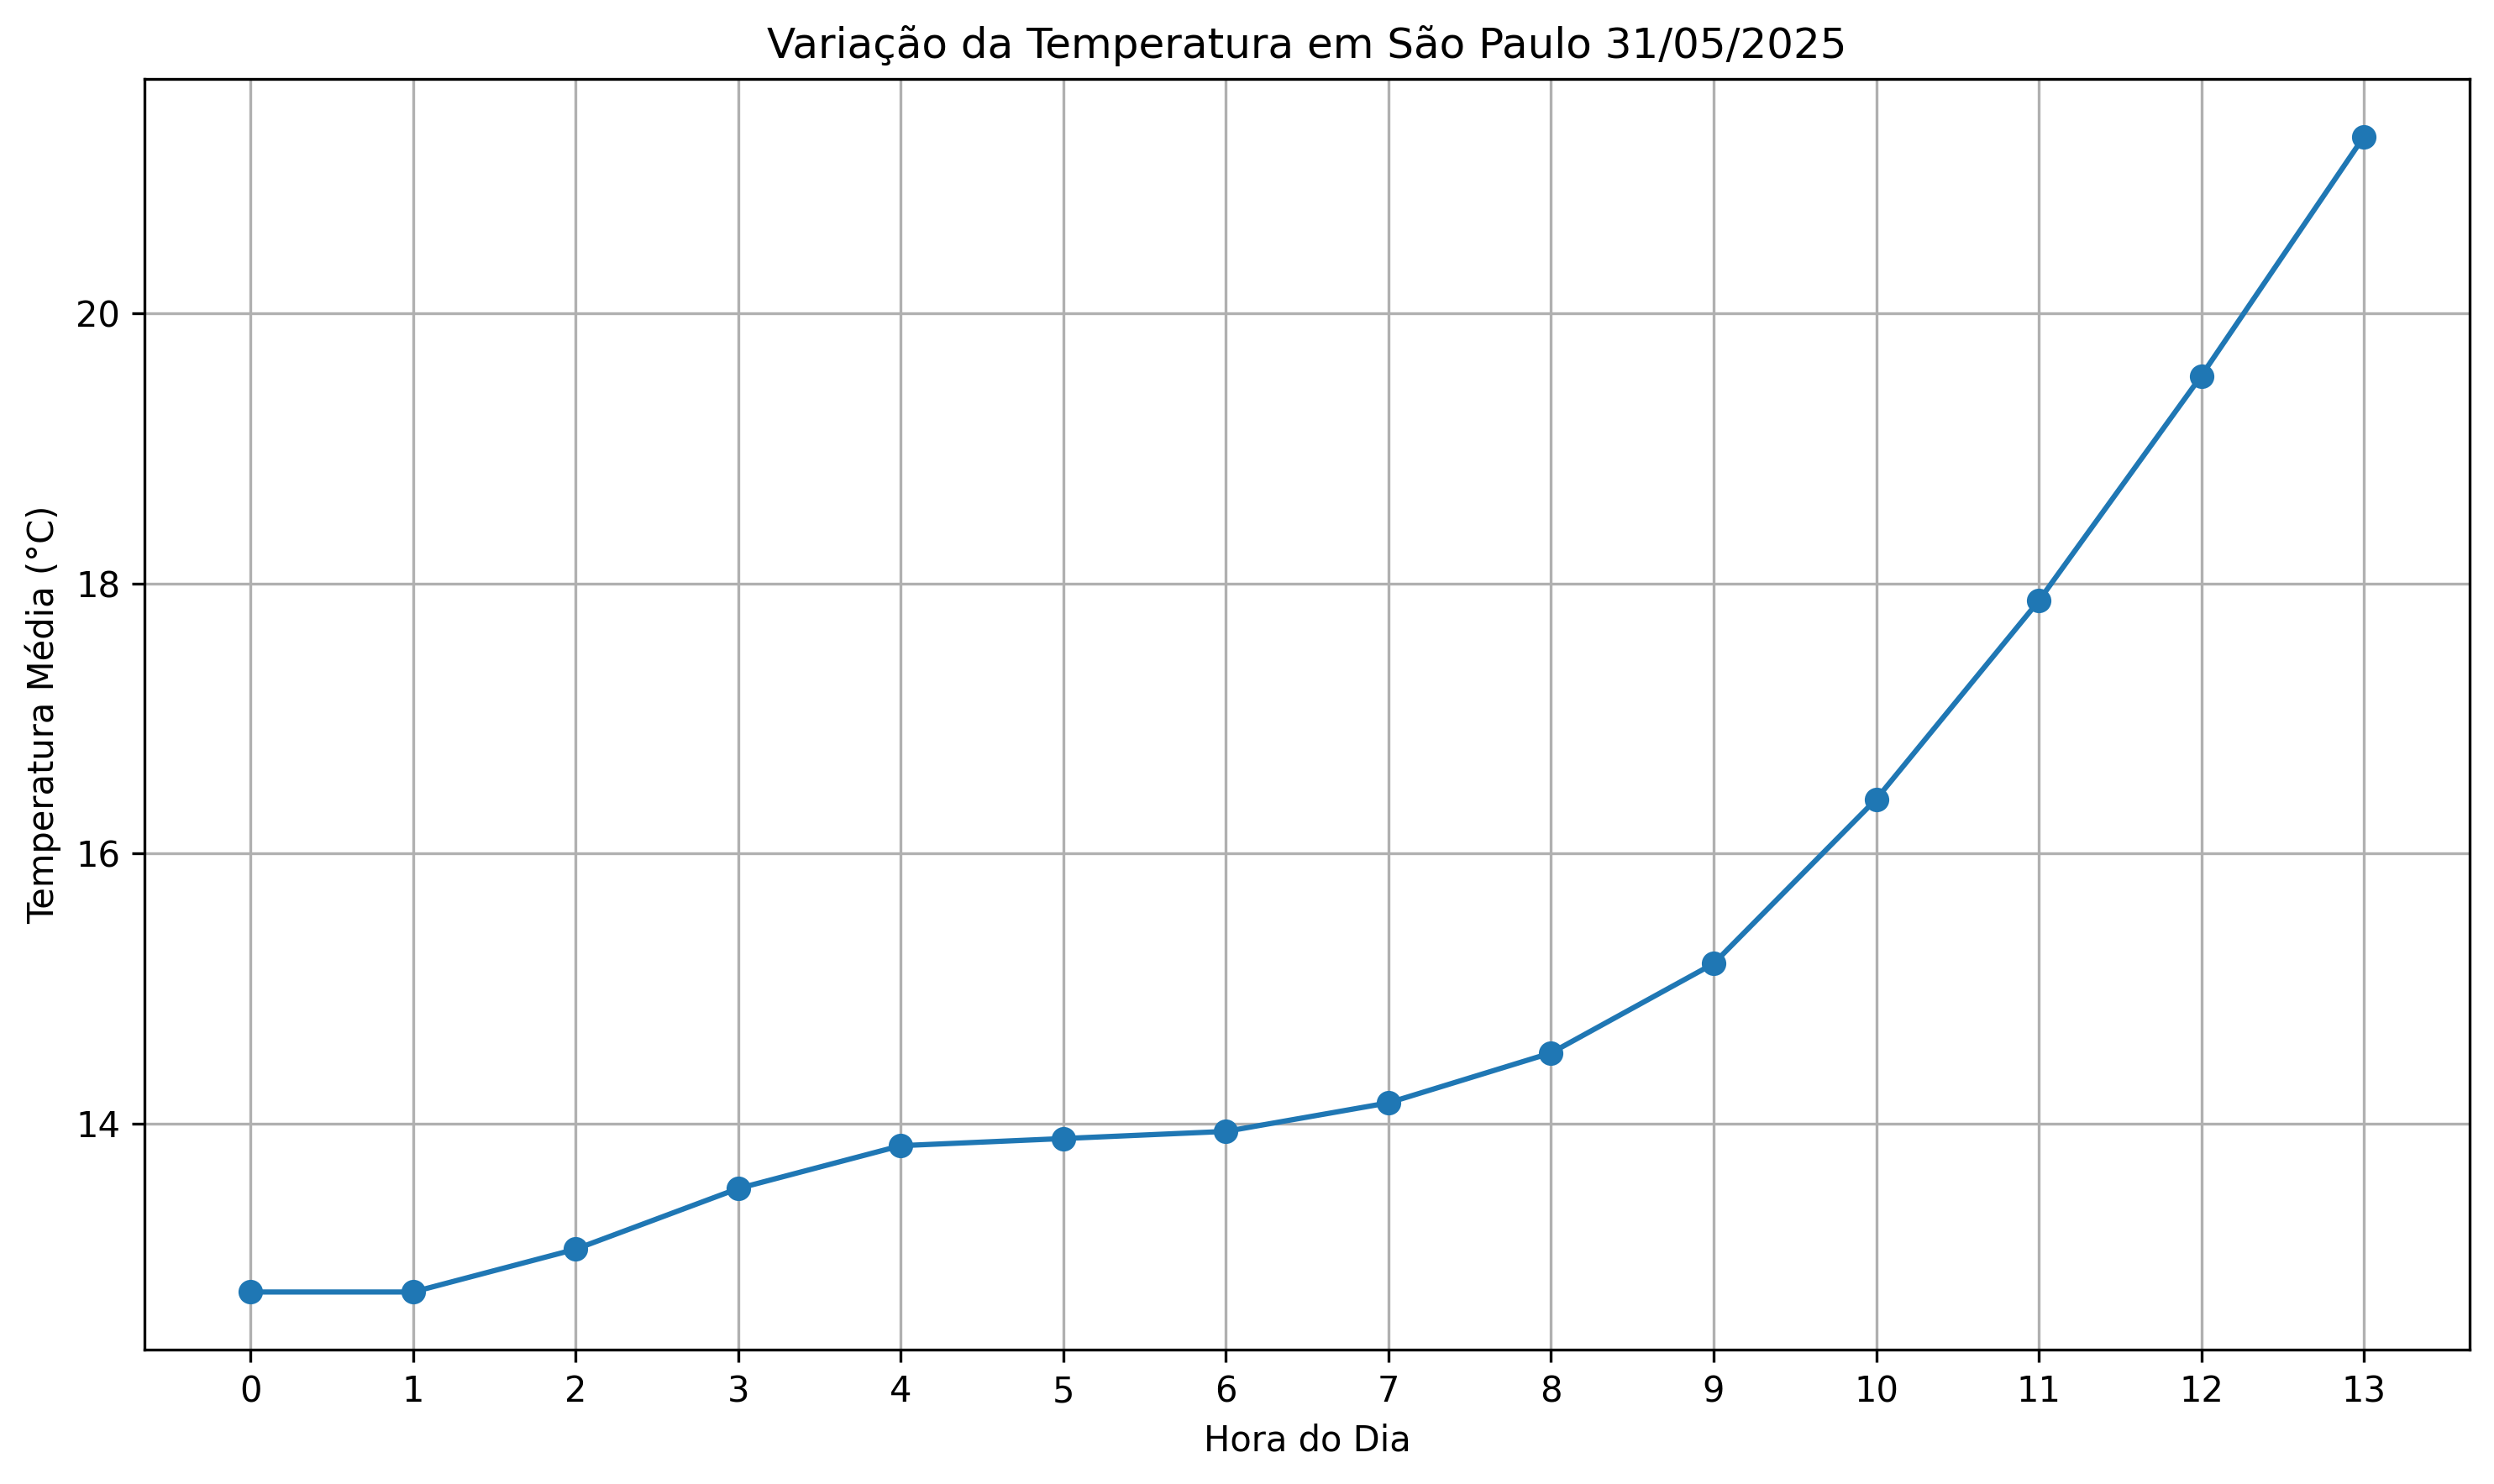 Variação da Temperatura em São Paulo 31/05/2025
Temperatura Média (°C)
20
18
16
14
0 1 2 3 4 5 6 7 8 9 10 11 12 13
Hora do Dia